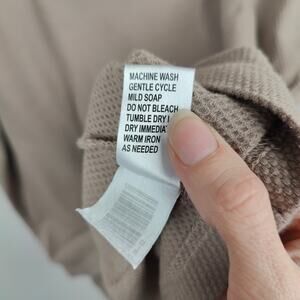 MACHINE WASH
GENTLE CYCLE
MILD SOAP
DO NOT BLEACH
TUMBLE DRY
DRY
WARM IRON
AS NEEDED